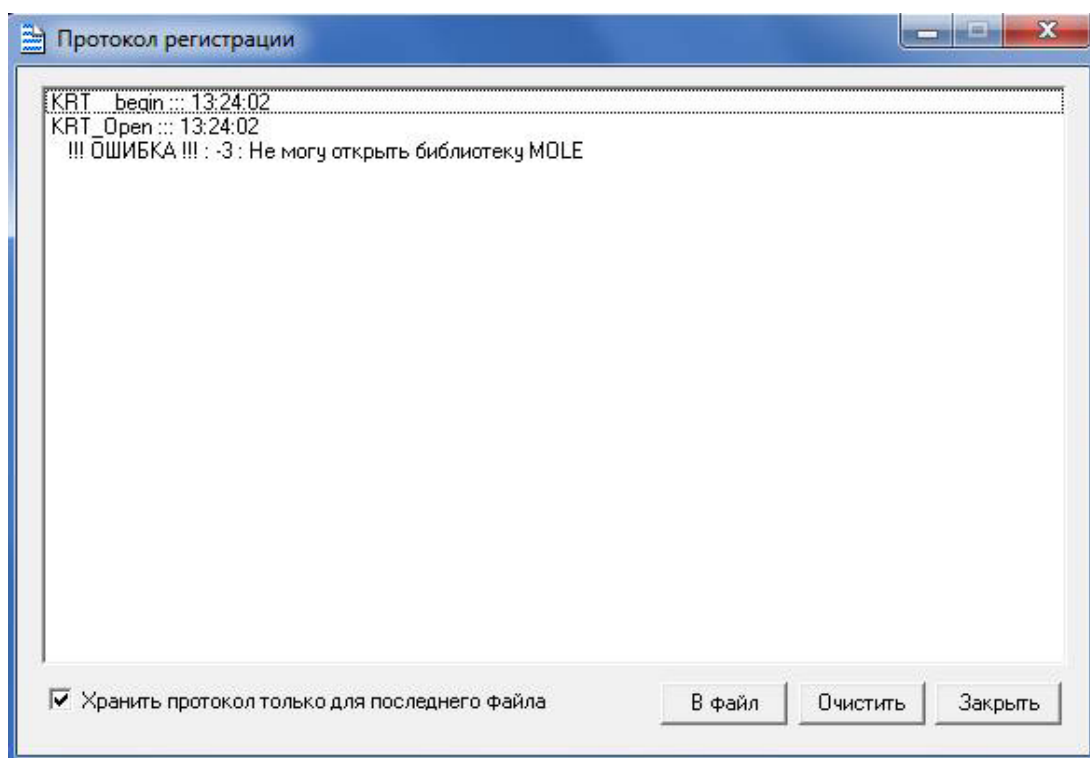 Протокол регистрации
KRT__begin ::: 13:24:02
KRT_Open ::: 13:24:02
!!! ОШИБКА !!! : -3 : Не могу открыть библиотеку MOLE
Хранить протокол только для последнего файла
В файл
Очистить
Закрыть